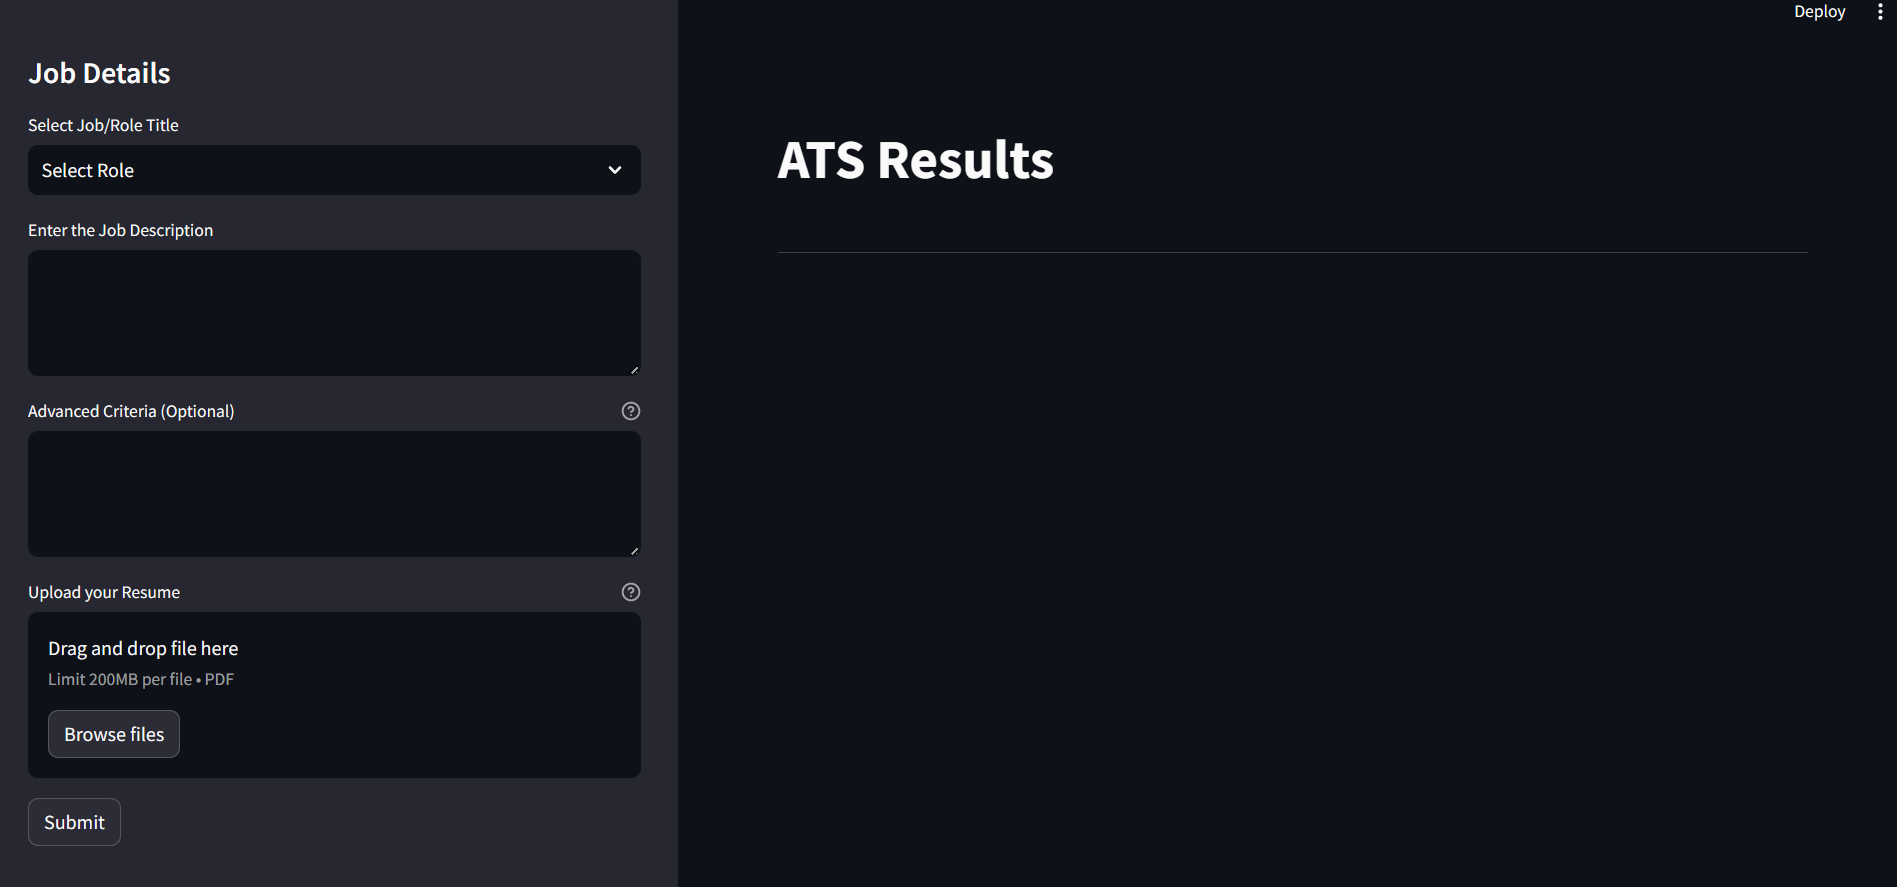 Deploy
Job Details
Select Job/Role Title
Select Role
Enter the Job Description
Advanced Criteria (Optional)
Upload your Resume
Drag and drop file here
Limit 200MB per file • PDF
Browse files
Submit
ATS Results